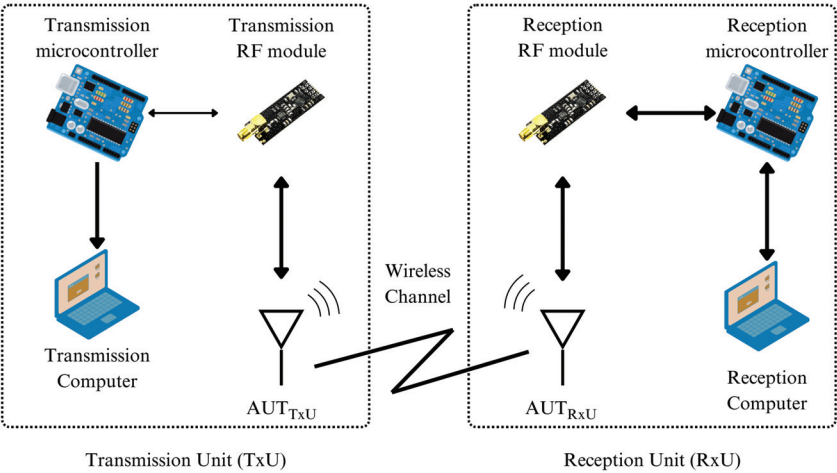 Transmission
microcontroller
Transmission
RF module
Reception
RF module
Reception
microcontroller
Wireless
Channel
Transmission
Computer
AUTTxU
AUTRxU
Reception
Computer
Transmission Unit (TxU)
Reception Unit (RxU)